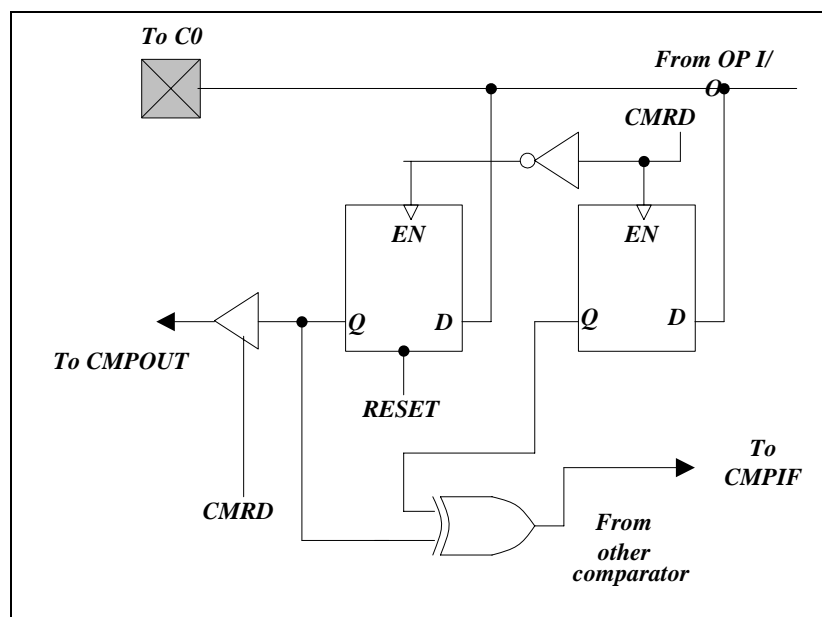 To C0
From OP I/
O
CMRD
EN
EN
Q
D
Q
D
To CMPOUT
RESET
To
CMPIF
CMRD
From
other
comparator